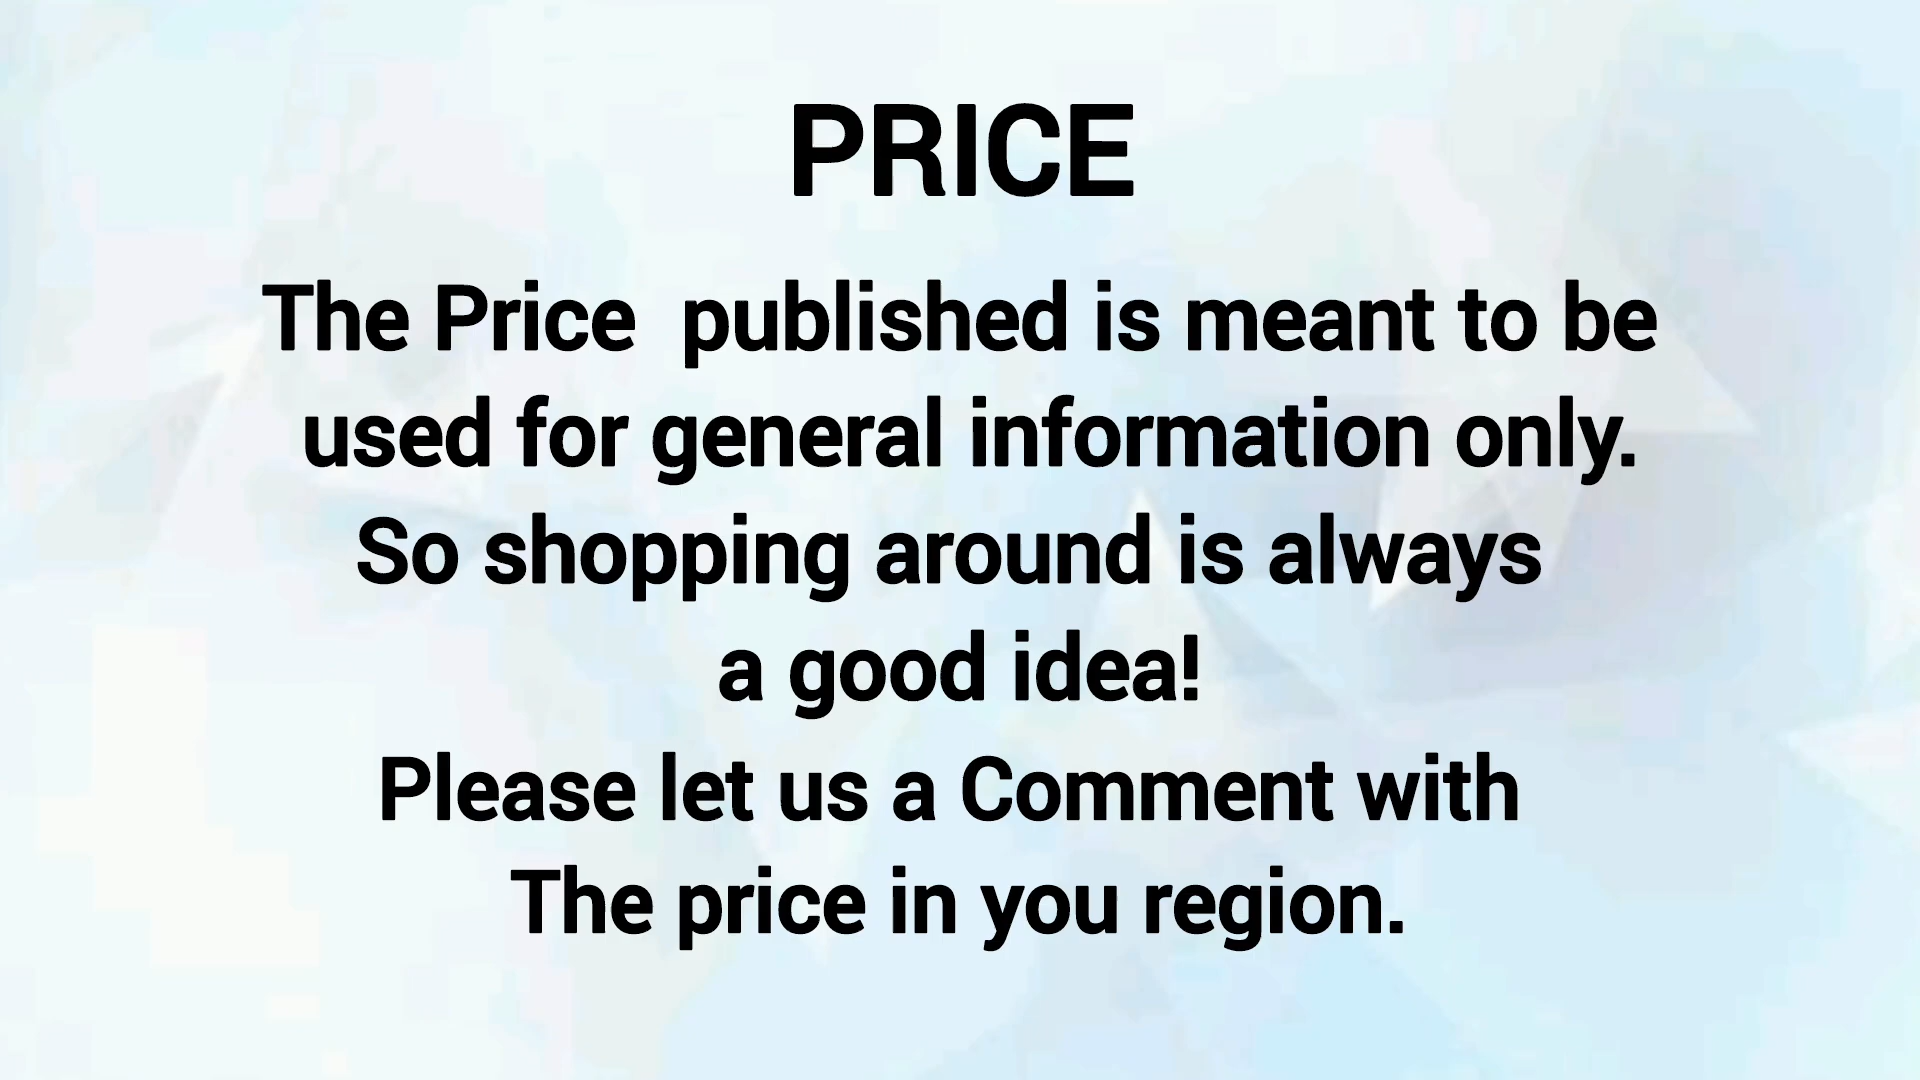 PRICE
The Price  published is meant to be
used for general information only.
So shopping around is always
a good idea!
Please let us a Comment with
The price in you region.